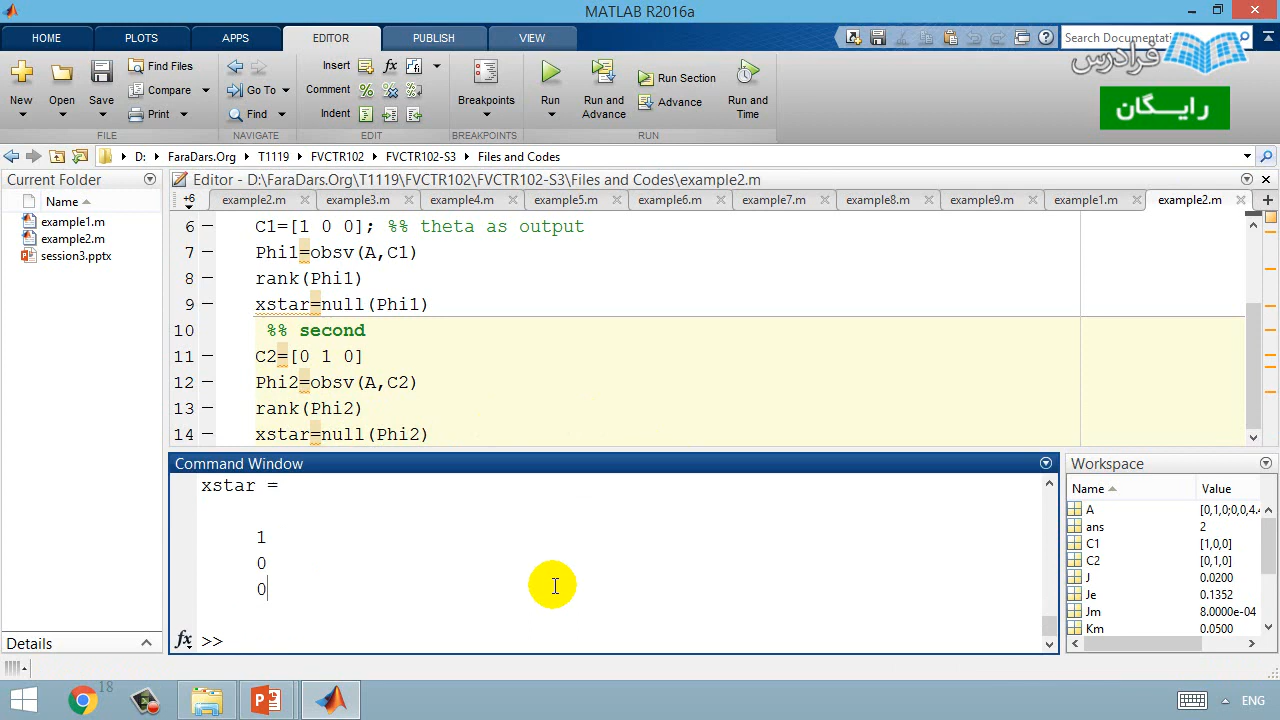 MATLAB R2016a
HOME PLOTS APPS EDITOR PUBLISH VIEW Search Documentati
فرادرس
رایـــگان
New Open Save Find Files Compare Print
Go To Find
Insert fx
Comment %
Indent
Breakpoints
Run
Run and Advance
Run Section
Advance
Run and Time
FILE NAVIGATE EDIT BREAKPOINTS RUN
D: FaraDars.Org T1119 FVCTR102 FVCTR102-S3 Files and Codes
Current Folder
Name
example1.m
example2.m
session3.pptx
Details
Editor - D:\FaraDars.Org\T1119\FVCTR102\FVCTR102-S3\Files and Codes\example2.m
+6 example2.m example3.m example4.m example5.m example6.m example7.m example8.m example9.m example1.m example2.m
6 – C1=[1 0 0]; %% theta as output
7 – Phi1=obsv(A,C1)
8 – rank(Phi1)
9 – xstar=null(Phi1)
10 %% second
11 – C2=[0 1 0]
12 – Phi2=obsv(A,C2)
13 – rank(Phi2)
14 – xstar=null(Phi2)
Command Window
xstar =
1
0
0
fx >>
Workspace
Name Value
A [0,1,0;0,0,4.4
ans 2
C1 [1,0,0]
C2 [0,1,0]
J 0.0200
Je 0.1352
Jm 8.0000e-04
Km 0.0500
18
ENG